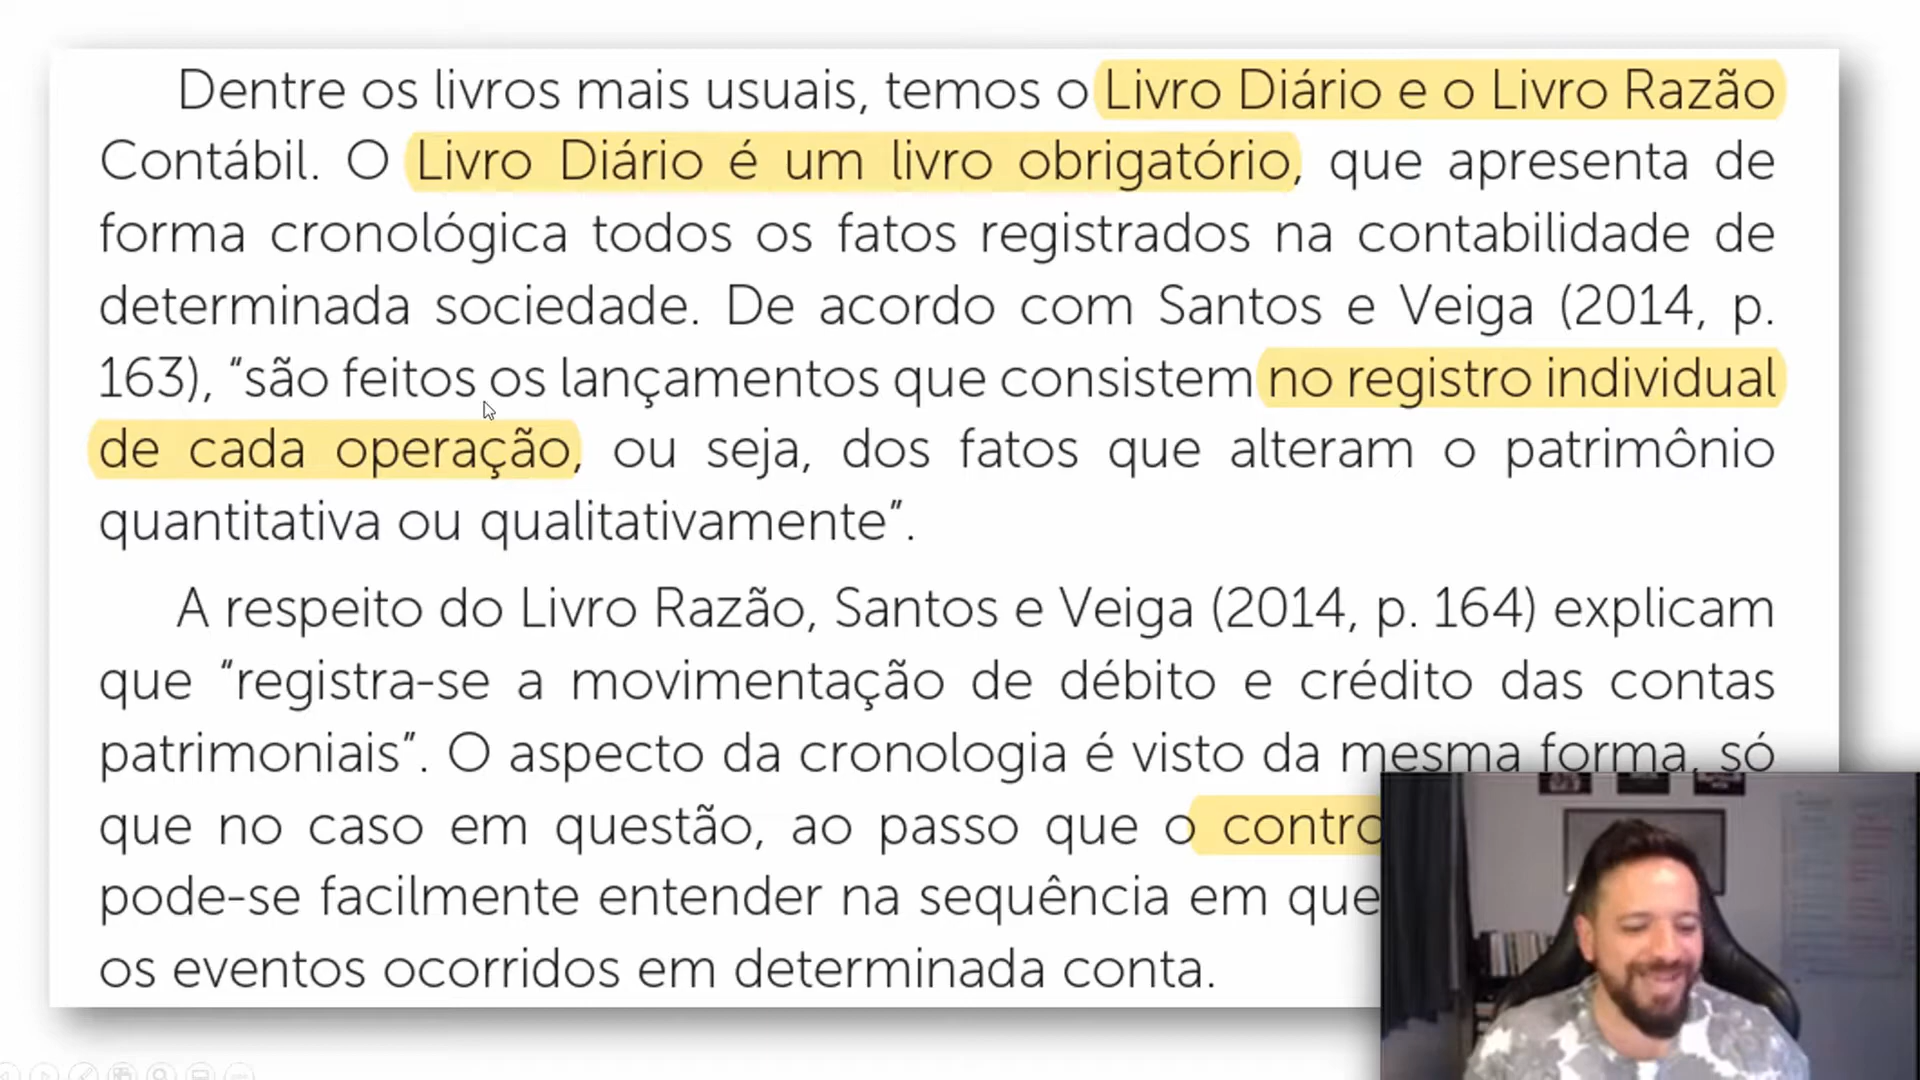 Dentre os livros mais usuais, temos o Livro Diário e o Livro Razão
Contábil. O Livro Diário é um livro obrigatório, que apresenta de
forma cronológica todos os fatos registrados na contabilidade de
determinada sociedade. De acordo com Santos e Veiga (2014, p.
163), “são feitos os lançamentos que consistem no registro individual
de cada operação, ou seja, dos fatos que alteram o patrimônio
quantitativa ou qualitativamente”.
A respeito do Livro Razão, Santos e Veiga (2014, p. 164) explicam
que “registra-se a movimentação de débito e crédito das contas
patrimoniais”. O aspecto da cronologia é visto da mesma forma, só
que no caso em questão, ao passo que o
pode-se facilmente entender na sequência em que
os eventos ocorridos em determinada conta.